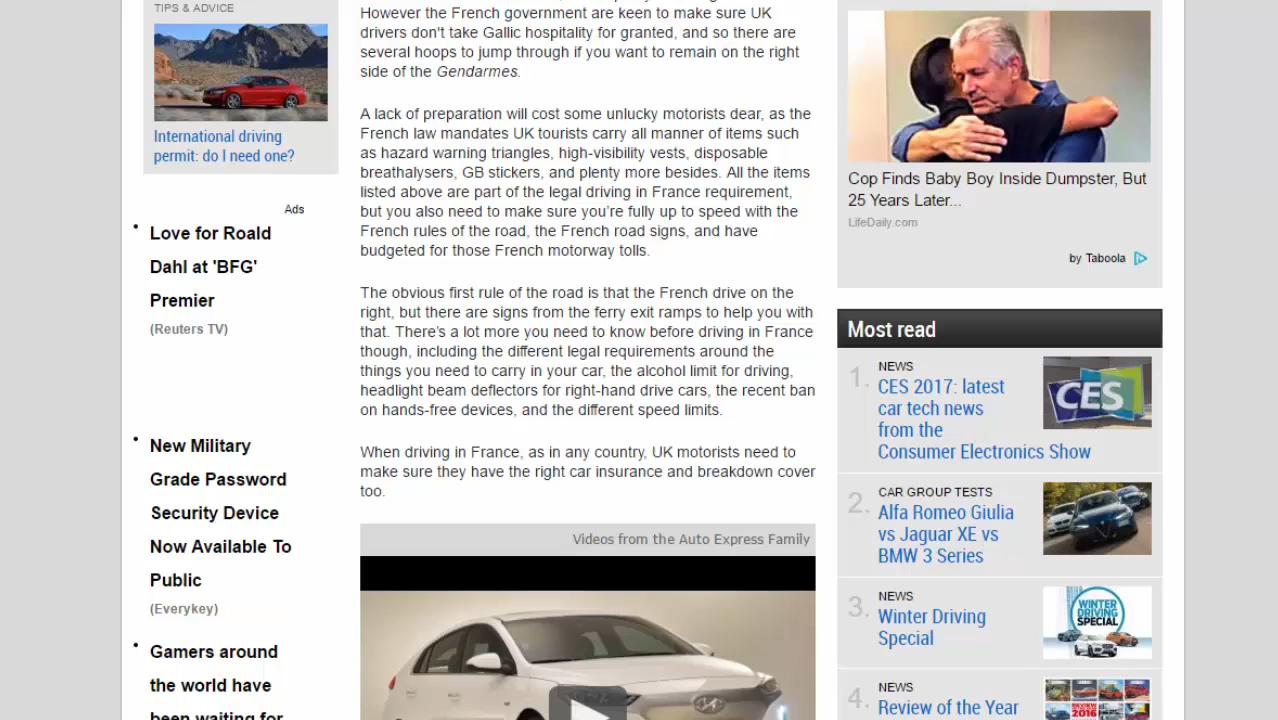 TIPS & ADVICE
International driving
permit: do I need one?
Ads
Love for Roald
Dahl at 'BFG'
Premier
(Reuters TV)
New Military
Grade Password
Security Device
Now Available To
Public
(Everykey)
Gamers around
the world have
been waiting for
However the French government are keen to make sure UK
drivers don't take Gallic hospitality for granted, and so there are
several hoops to jump through if you want to remain on the right
side of the Gendarmes.
A lack of preparation will cost some unlucky motorists dear, as the
French law mandates UK tourists carry all manner of items such
as hazard warning triangles, high-visibility vests, disposable
breathalysers, GB stickers, and plenty more besides. All the items
listed above are part of the legal driving in France requirement,
but you also need to make sure you're fully up to speed with the
French rules of the road, the French road signs, and have
budgeted for those French motorway tolls.
The obvious first rule of the road is that the French drive on the
right, but there are signs from the ferry exit ramps to help you with
that. There's a lot more you need to know before driving in France
though, including the different legal requirements around the
things you need to carry in your car, the alcohol limit for driving,
headlight beam deflectors for right-hand drive cars, the recent ban
on hands-free devices, and the different speed limits.
When driving in France, as in any country, UK motorists need to
make sure they have the right car insurance and breakdown cover
too.
Videos from the Auto Express Family
Cop Finds Baby Boy Inside Dumpster, But
25 Years Later...
LifeDaily.com
by Taboola
Most read
1.
NEWS
CES 2017: latest
car tech news
from the
Consumer Electronics Show
CES
2.
CAR GROUP TESTS
Alfa Romeo Giulia
vs Jaguar XE vs
BMW 3 Series
3.
NEWS
Winter Driving
Special
WINTER
DRIVING
SPECIAL
4.
NEWS
Review of the Year
2016